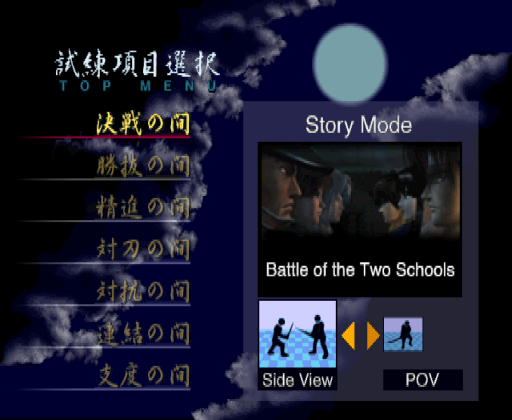 試練項目選択
TOP MENU
決戦の間
勝抜の間
精進の間
対刀の間
対抗の間
連結の間
支度の間
Story Mode
Battle of the Two Schools
Side View
POV